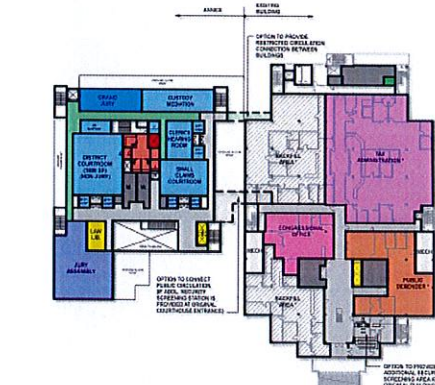 ANNEX
EXISTING
BUILDING
OPTION TO PROVIDE
RESTRICTED CIRCULATION
CONNECTION BETWEEN
BUILDINGS
GRAND
JURY
CUSTODY
MEDIATION
CLERK'S
HEARING
ROOM
DISTRICT
COURTROOM
(NON-JURY)
SMALL
CLAIMS
COURTROOM
BACKFILL
AREA
TAX
ADMINISTRATION
LAW
LIB.
JURY
ASSEMBLY
CONGRESSIONAL
OFFICE
MECH
MECH
PUBLIC
DEFENDER
BACKFILL
AREA
OPTION TO CONNECT
PUBLIC CIRCULATION
IF ADDL. SECURITY
SCREENING STATION IS
PROVIDED AT ORIGINAL
COURTHOUSE ENTRANCE
OPTION TO PROVIDE
ADDITIONAL SECURITY
SCREENING AREA